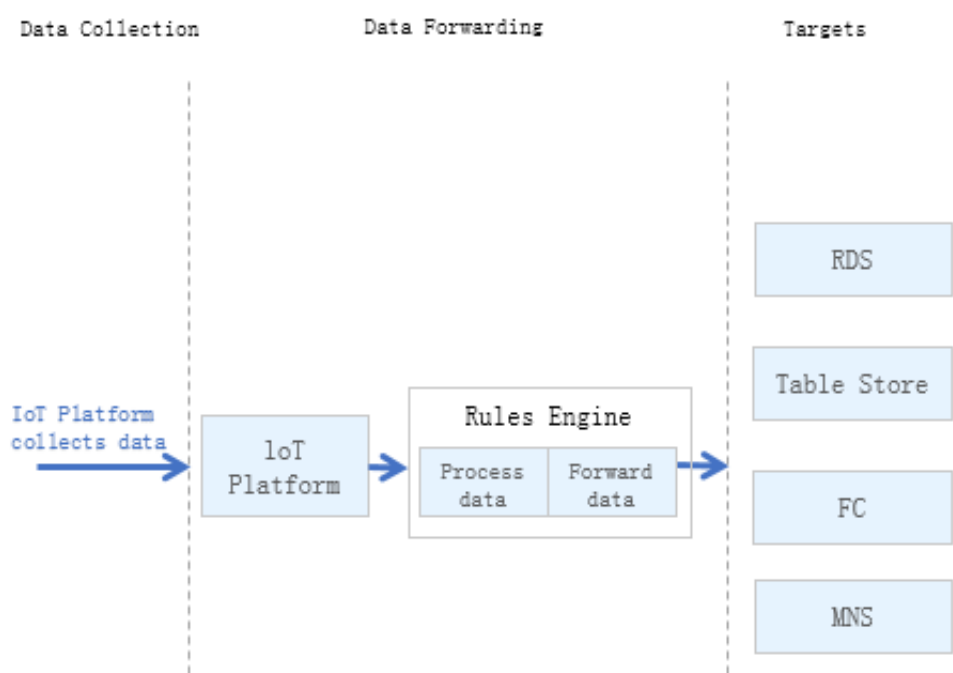 Data Collection
Data Forwarding
Targets
RDS
Table Store
IoT Platform
collects data
loT
Platform
Rules Engine
Process
data
Forward
data
FC
MNS